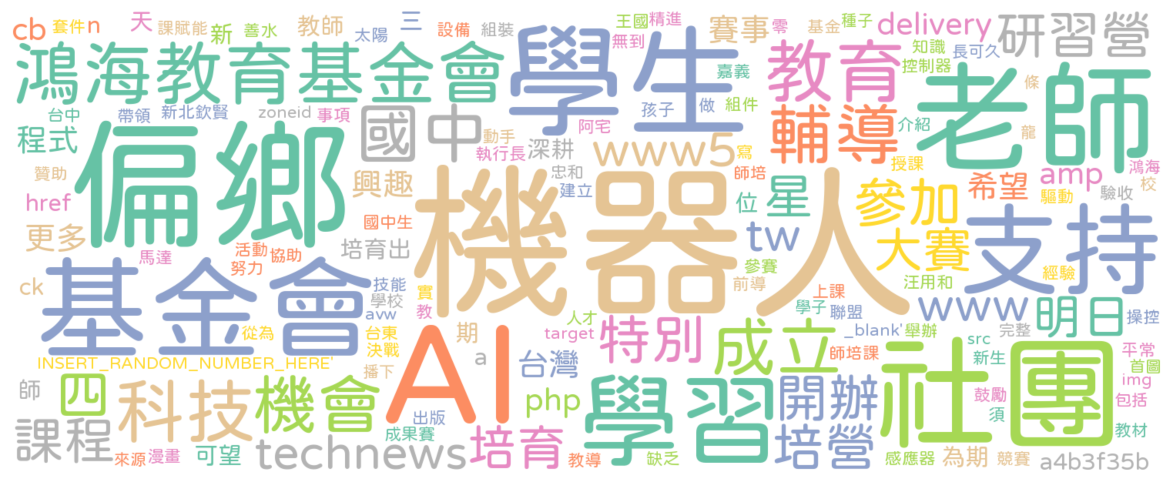 cb 套件 n 天 課賦能 新 善水 教師 太陽 三 設備 組裝 王國 精進 無到 賽事 零 基金 種子 delivery 研習營
鴻海教育基金會 學生 嘉義 教育 知識 控制器 長可久 老師
台中 帶領 新北欽賢 zoneid 事項 孩子 做 組件 條
程式 偏鄉 國中 動手 執行長 深耕 阿宅 www5 寫 輔導 介紹 龍
贊助 興趣 忠和 建立 師培 授課 amp 鴻海 校
href 機器人 位 星 參加 希望 驅動 驗收
更多 國中生 培育出 tw 大賽 支持
馬達 活動 協助 努力 參賽 前導 經驗
ck 基金會 技能 學校 avw 實 教 上課 學子 聯盟 汪用和 www 明日 操控
從為 台東 決戰 期 人才 target 特別 成立 _blank' 舉辦 完整
INSERT_RANDOM_NUMBER_HERE' AI a 台灣 師培課 src 新生 平常 首圖
師 四 科技 播下 機會 php 學習 開辦 社團 鼓勵 須 img 包括
課程 出版 成果賽 培育 培營 教材
來源 漫畫 可望 technews 教導 缺乏 感應器 為期 競賽 a4b3f35b